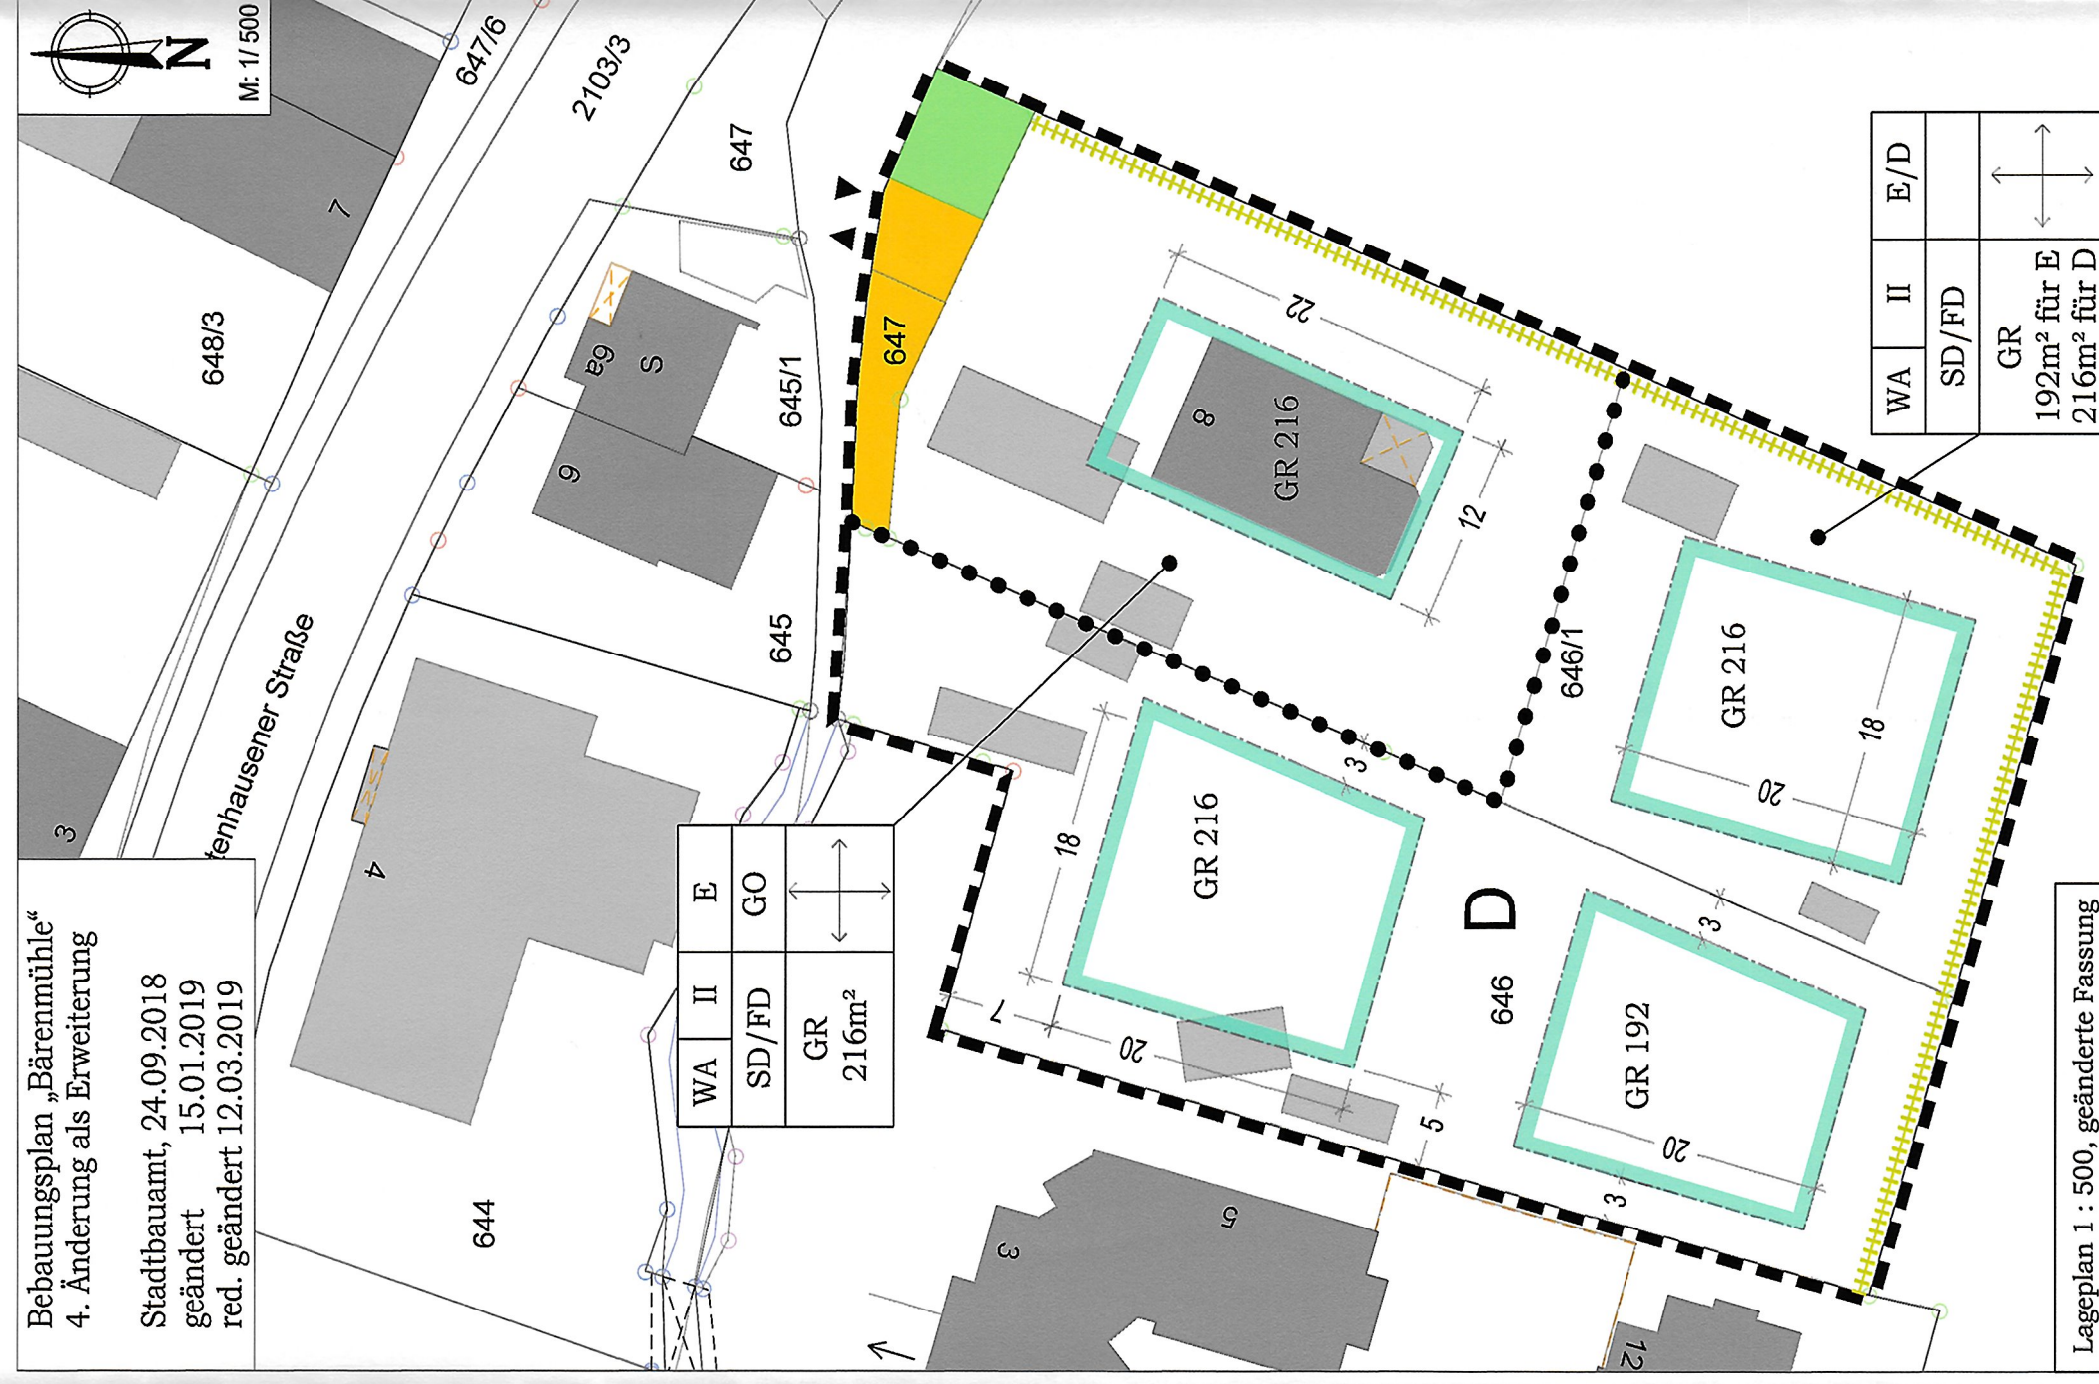 Bebauungsplan „Bärenmühle“
4. Änderung als Erweiterung
Stadtbauamt, 24.09.2018
geändert 15.01.2019
red. geändert 12.03.2019
N
M: 1/ 500
647/6
2103/3
647
7
648/3
6a
S
6
645/1
645
647
3
tenhausener Straße
4
644
WA II E
SD/FD GO
GR
216m²
8
GR 216
22
12
646/1
WA II E/D
SD/FD
GR
192m² für E
216m² für D
GR 216
18
20
GR 216
18
3
7
20
5
D
646
3
GR 192
20
3
3
5
12
Lageplan 1 : 500, geänderte Fassung